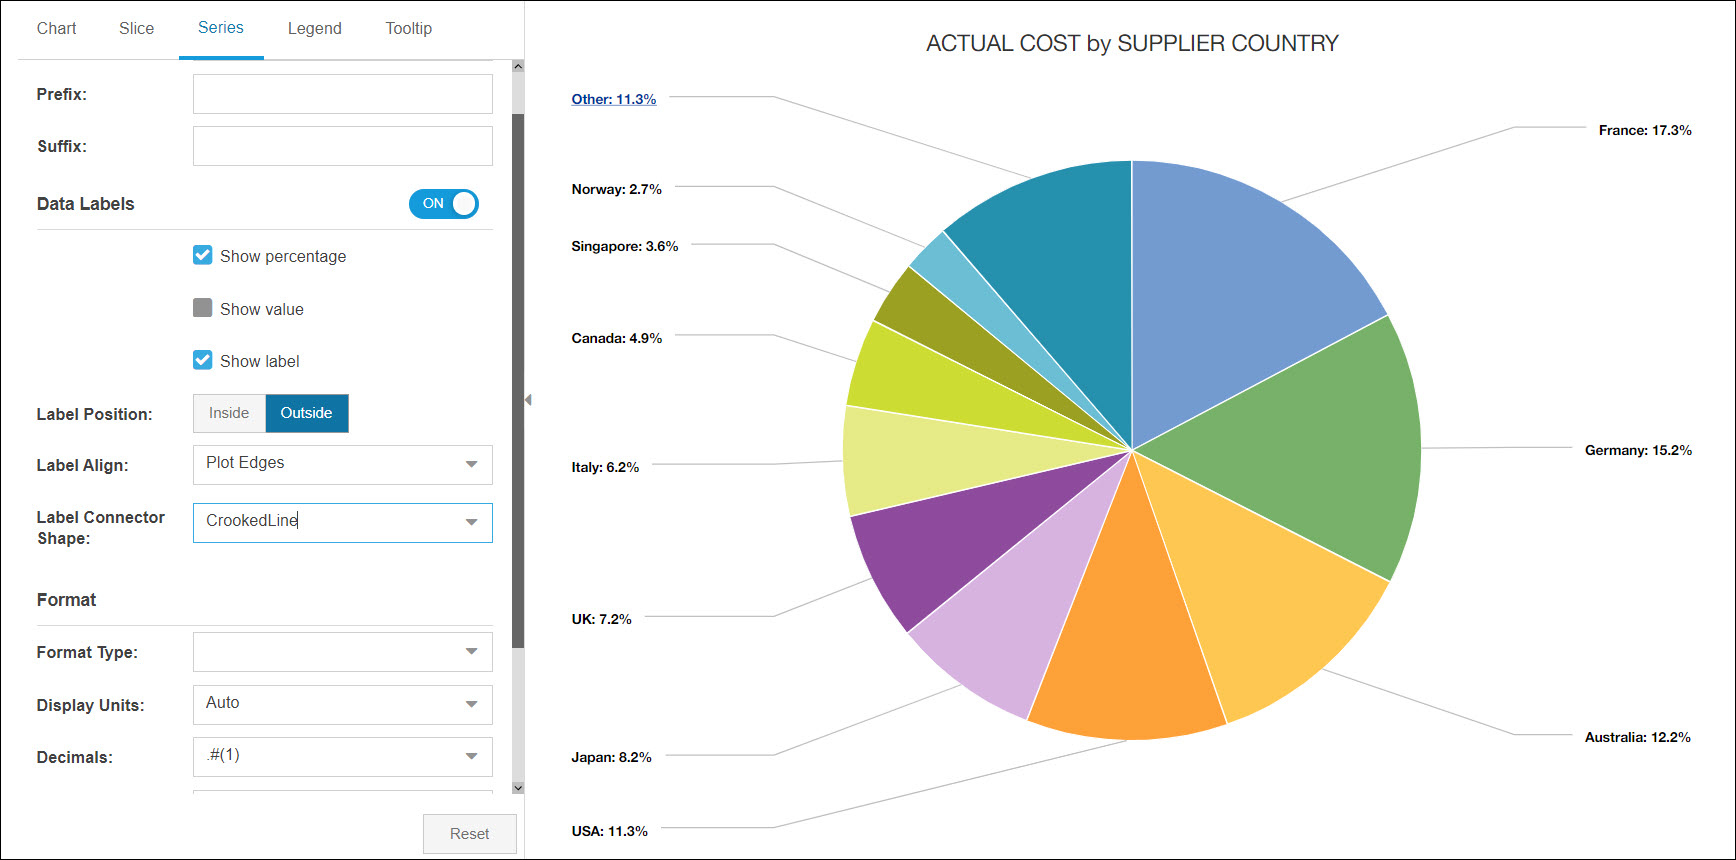 Chart Slice Series Legend Tooltip
Prefix:
Suffix:
Data Labels ON
Show percentage
Show value
Show label
Label Position: Inside Outside
Label Align: Plot Edges
Label Connector
Shape: CrookedLine
Format
Format Type:
Display Units: Auto
Decimals: .#(1)
Reset
ACTUAL COST by SUPPLIER COUNTRY
Other: 11.3%
France: 17.3%
Norway: 2.7%
Singapore: 3.6%
Canada: 4.9%
Germany: 15.2%
Italy: 6.2%
UK: 7.2%
Australia: 12.2%
Japan: 8.2%
USA: 11.3%